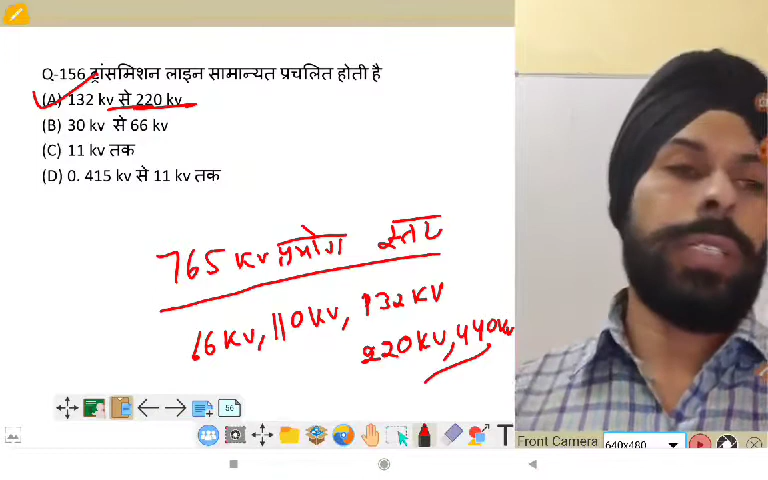 Q-156 ट्रांसमिशन लाइन सामान्यत प्रचलित होती है
(A) 132 kv से 220 kv
(B) 30 kv से 66 kv
(C) 11 kv तक
(D) 0. 415 kv से 11 kv तक
765 kv प्रयोग स्तर
66 KV, 110 KV, 132 KV
220 KV, 440 KV
56
T
Front Camera
640x480